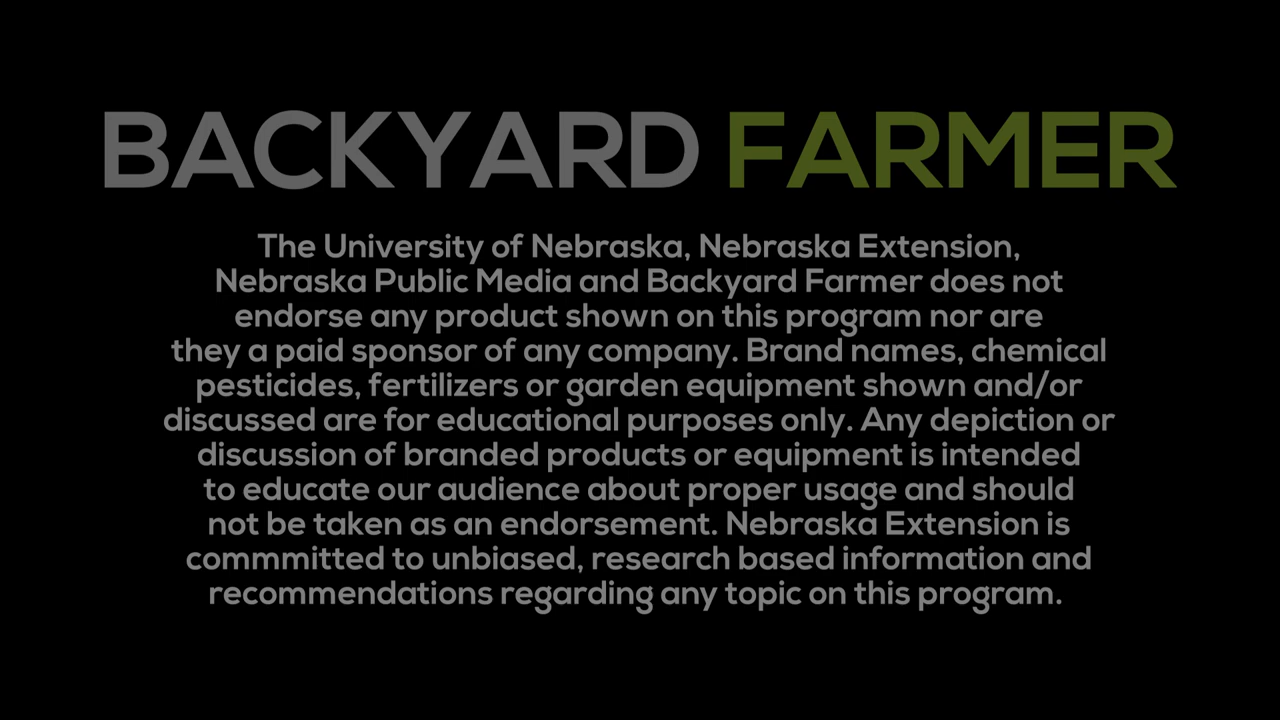 BACKYARD FARMER
The University of Nebraska, Nebraska Extension,
Nebraska Public Media and Backyard Farmer does not
endorse any product shown on this program nor are
they a paid sponsor of any company. Brand names, chemical
pesticides, fertilizers or garden equipment shown and/or
discussed are for educational purposes only. Any depiction or
discussion of branded products or equipment is intended
to educate our audience about proper usage and should
not be taken as an endorsement. Nebraska Extension is
commmitted to unbiased, research based information and
recommendations regarding any topic on this program.